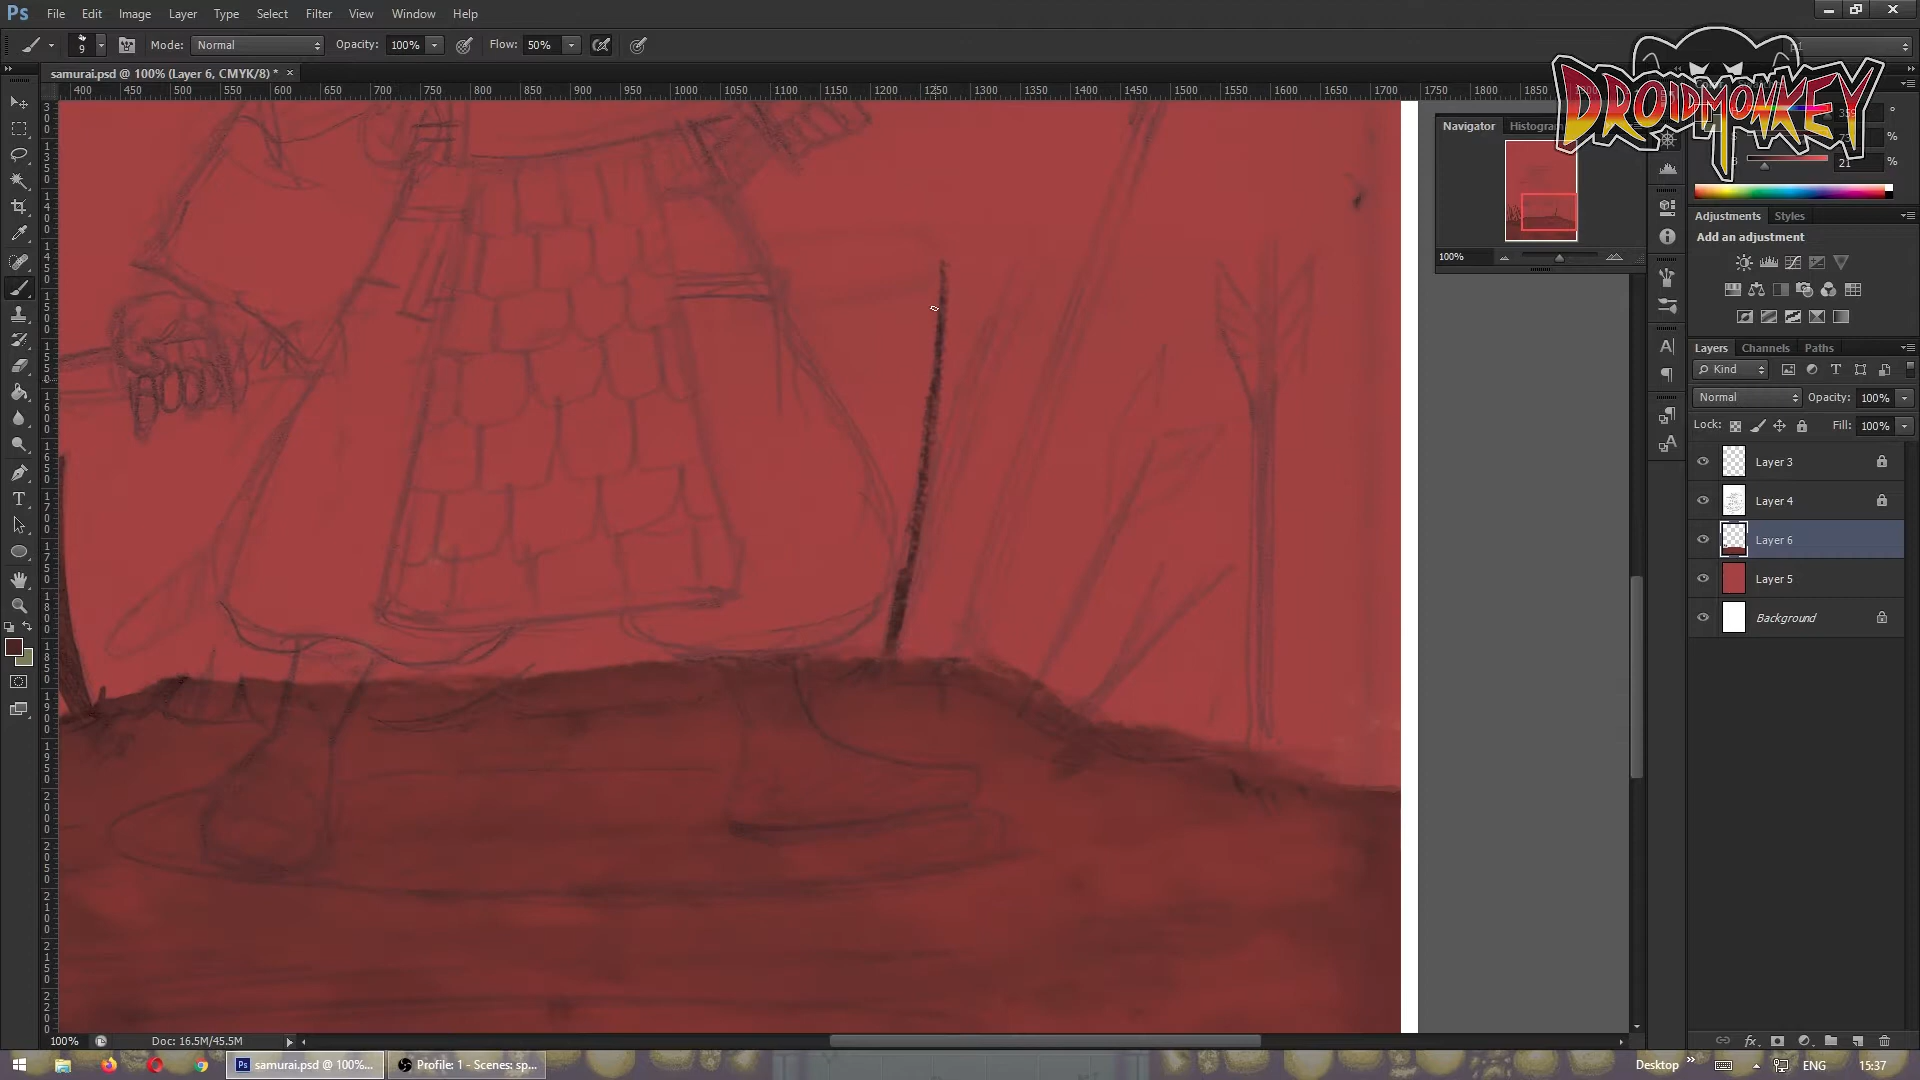 Ps File Edit Image Layer Type Select Filter Analysis View Window Help
9 Mode: Normal Opacity: 100% Flow: 50%
samurai.psd @ 100% (Layer 6, CMYK/8) * ×
400 450 500 550 600 650 700 750 800 850 900 950 1000 1050 1100 1150 1200 1250 1300 1350 1400 1450 1500 1550 1600 1650 1700 1750 1800 1850
DROIDMONKEY
Navigator Histogram
100%
%
B 21 %
Adjustments Styles
Add an adjustment
Layers Channels Paths
Kind
Normal Opacity: 100%
Lock: Fill: 100%
Layer 3
Layer 4
Layer 6
Layer 5
Background
100% Doc: 16.5M/45.5M
samurai.psd @ 100%... Profile: 1 - Scenes: sp... Desktop ENG 15:37